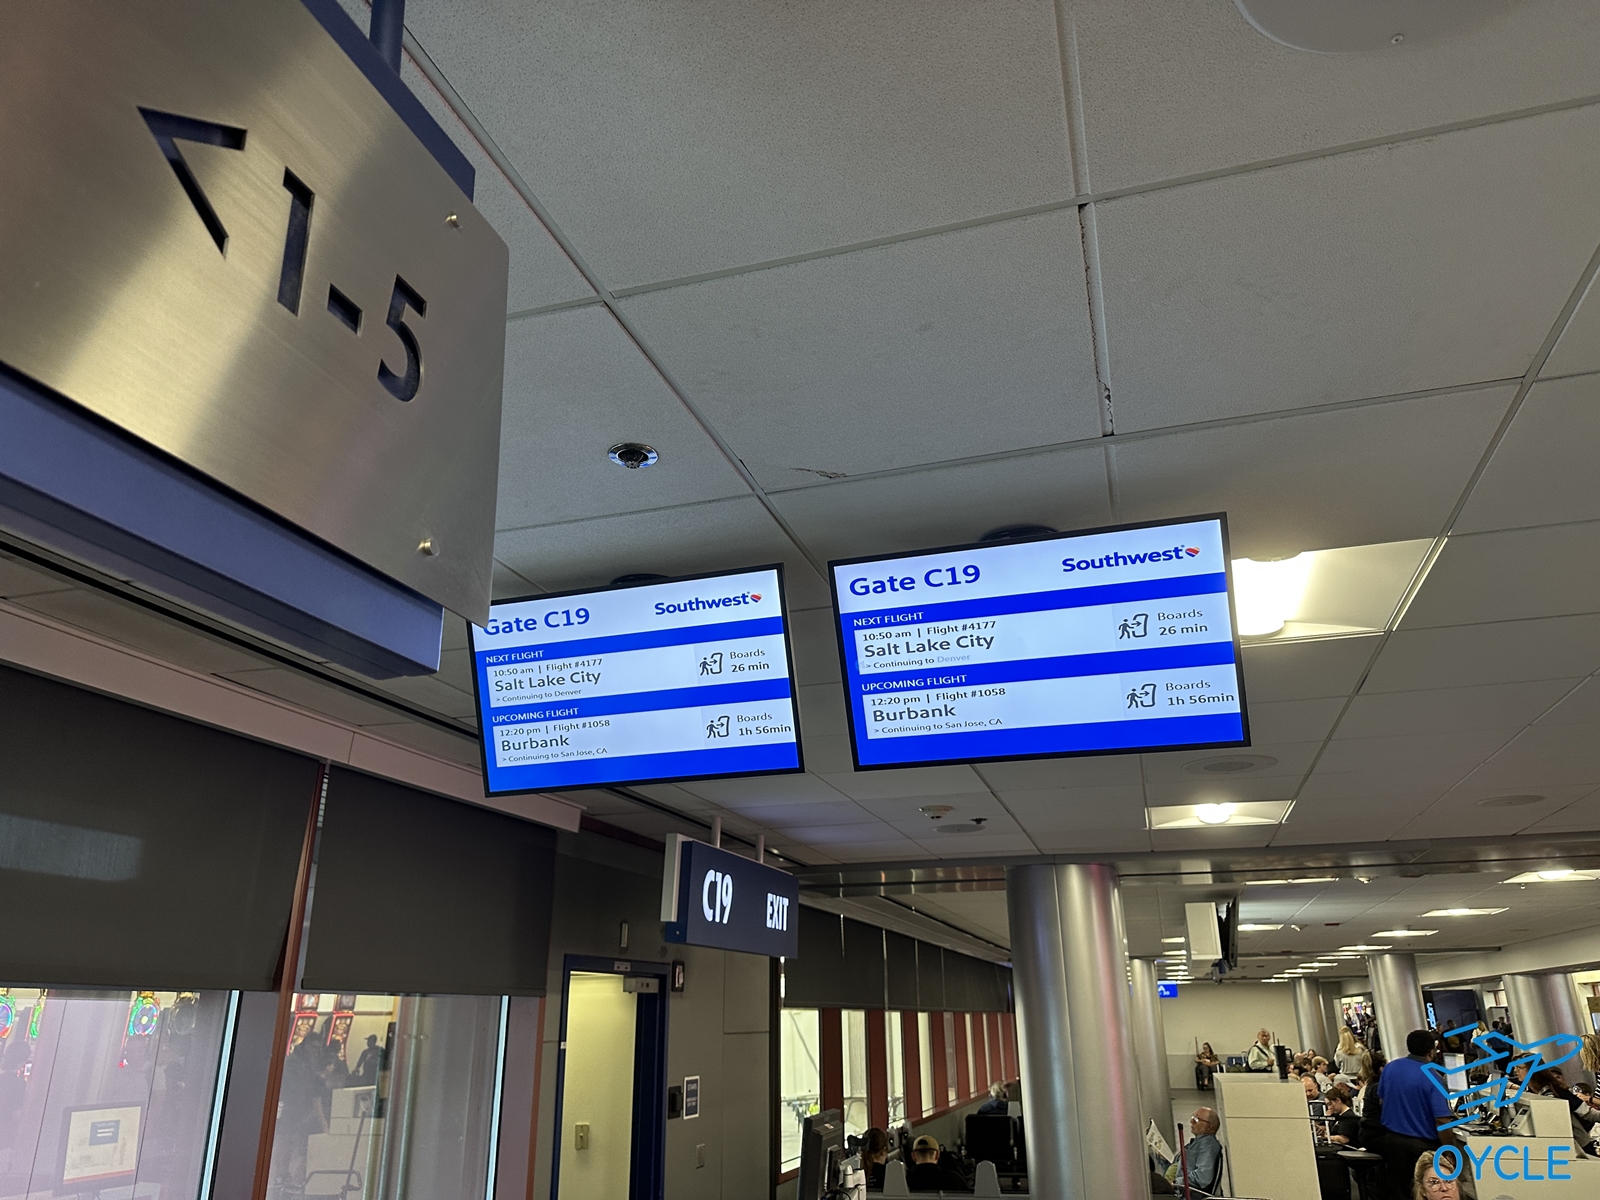 <1-5
Gate C19
Southwest
NEXT FLIGHT
10:50 am | Flight #4177
Salt Lake City
> Continuing to Denver
Boards
26 min
UPCOMING FLIGHT
12:20 pm | Flight #1058
Burbank
> Continuing to San Jose, CA
Boards
1h 56min
Gate C19
Southwest
NEXT FLIGHT
10:50 am | Flight #4177
Salt Lake City
> Continuing to Denver
Boards
26 min
UPCOMING FLIGHT
12:20 pm | Flight #1058
Burbank
> Continuing to San Jose, CA
Boards
1h 56min
C19 EXIT
OYCLE